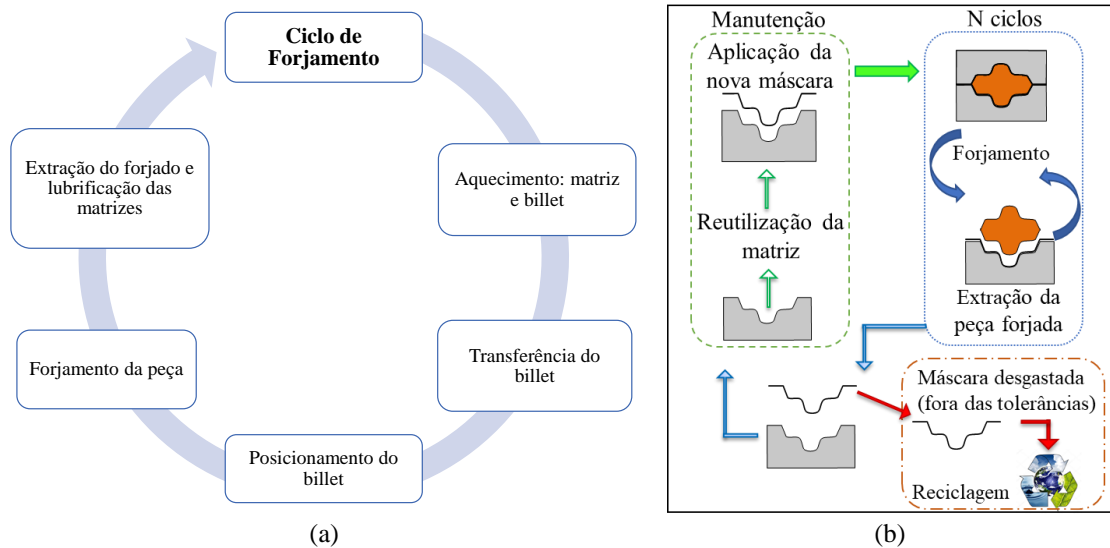 Ciclo de
Forjamento
Aquecimento: matriz
e billet
Transferência do
billet
Posicionamento do
billet
Forjamento da peça
Extração do forjado e
lubrificação das
matrizes
(a)
Manutenção
Aplicação da
nova máscara
Reutilização da
matriz
N ciclos
Forjamento
Extração da
peça forjada
Máscara desgastada
(fora das tolerâncias)
Reciclagem
(b)